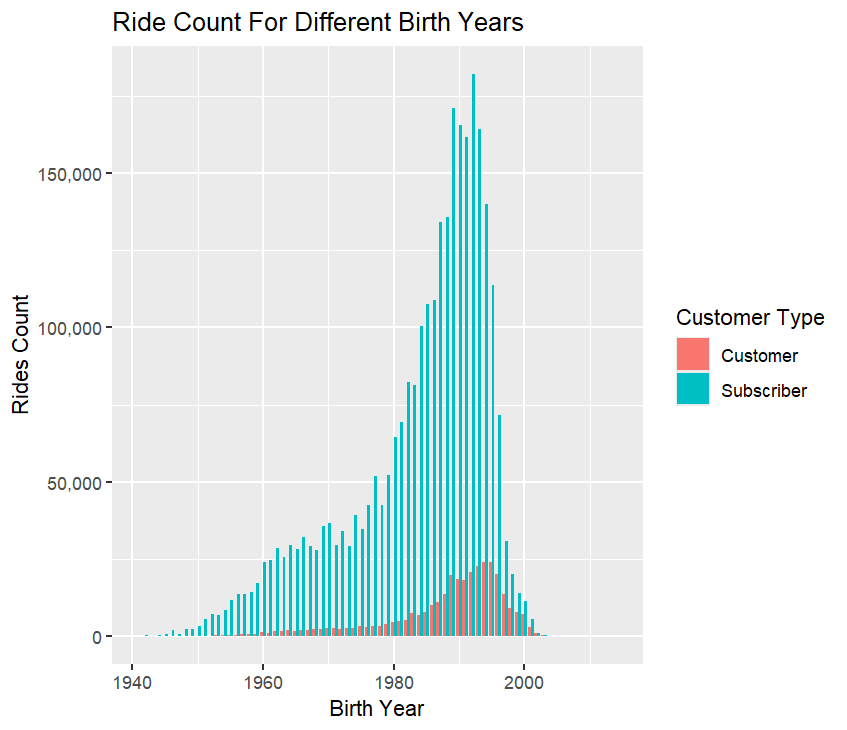 Ride Count For Different Birth Years
Rides Count
150,000
100,000
50,000
0
1940 1960 1980 2000
Birth Year
Customer Type
Customer
Subscriber